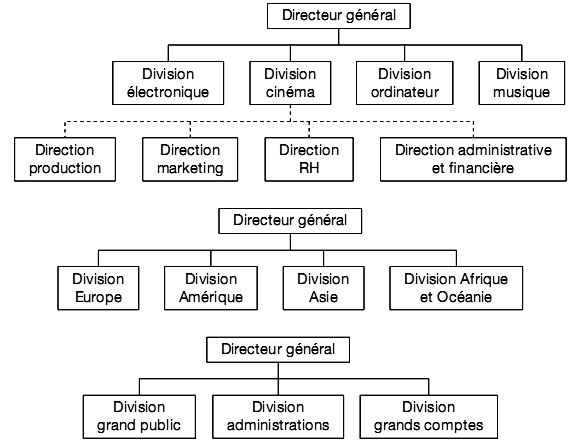 Directeur général
Division
électronique
Division
cinéma
Division
ordinateur
Division
musique
Direction
production
Direction
marketing
Direction
RH
Direction administrative
et financière
Directeur général
Division
Europe
Division
Amérique
Division
Asie
Division Afrique
et Océanie
Directeur général
Division
grand public
Division
administrations
Division
grands comptes